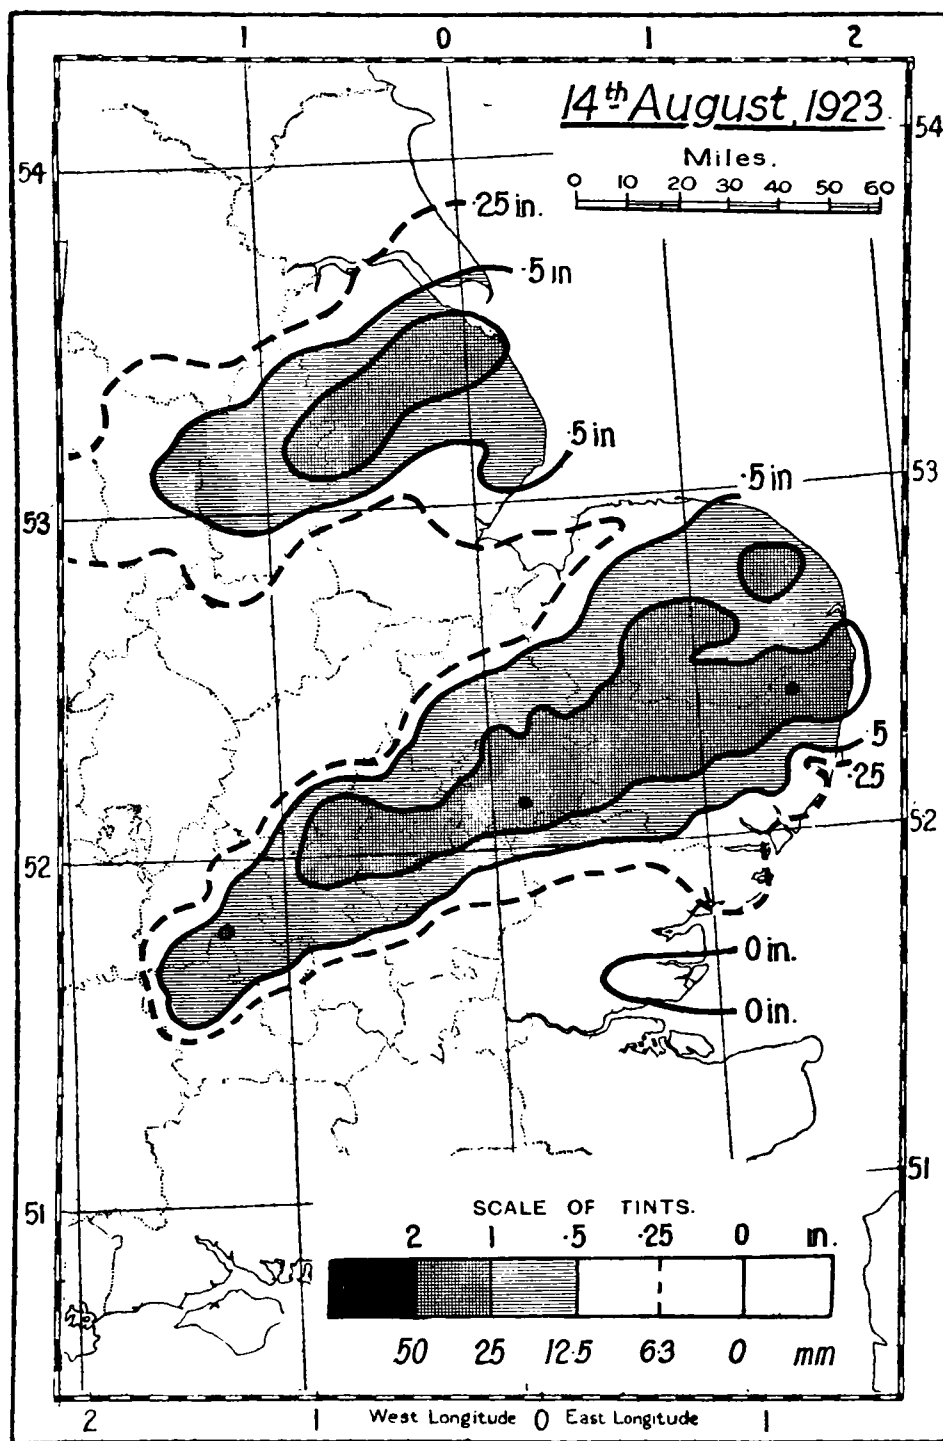 1 0 1 2
14th August, 1923
54
54
Miles.
0 10 20 30 40 50 60
·25 in.
·5 in
·5 in
·5 in
53
53
·5
·25
52
52
0 in.
0 in.
51
51
SCALE OF TINTS.
2 1 ·5 ·25 0 in.
50 25 12·5 6·3 0 mm
2 1 West Longitude 0 East Longitude 1